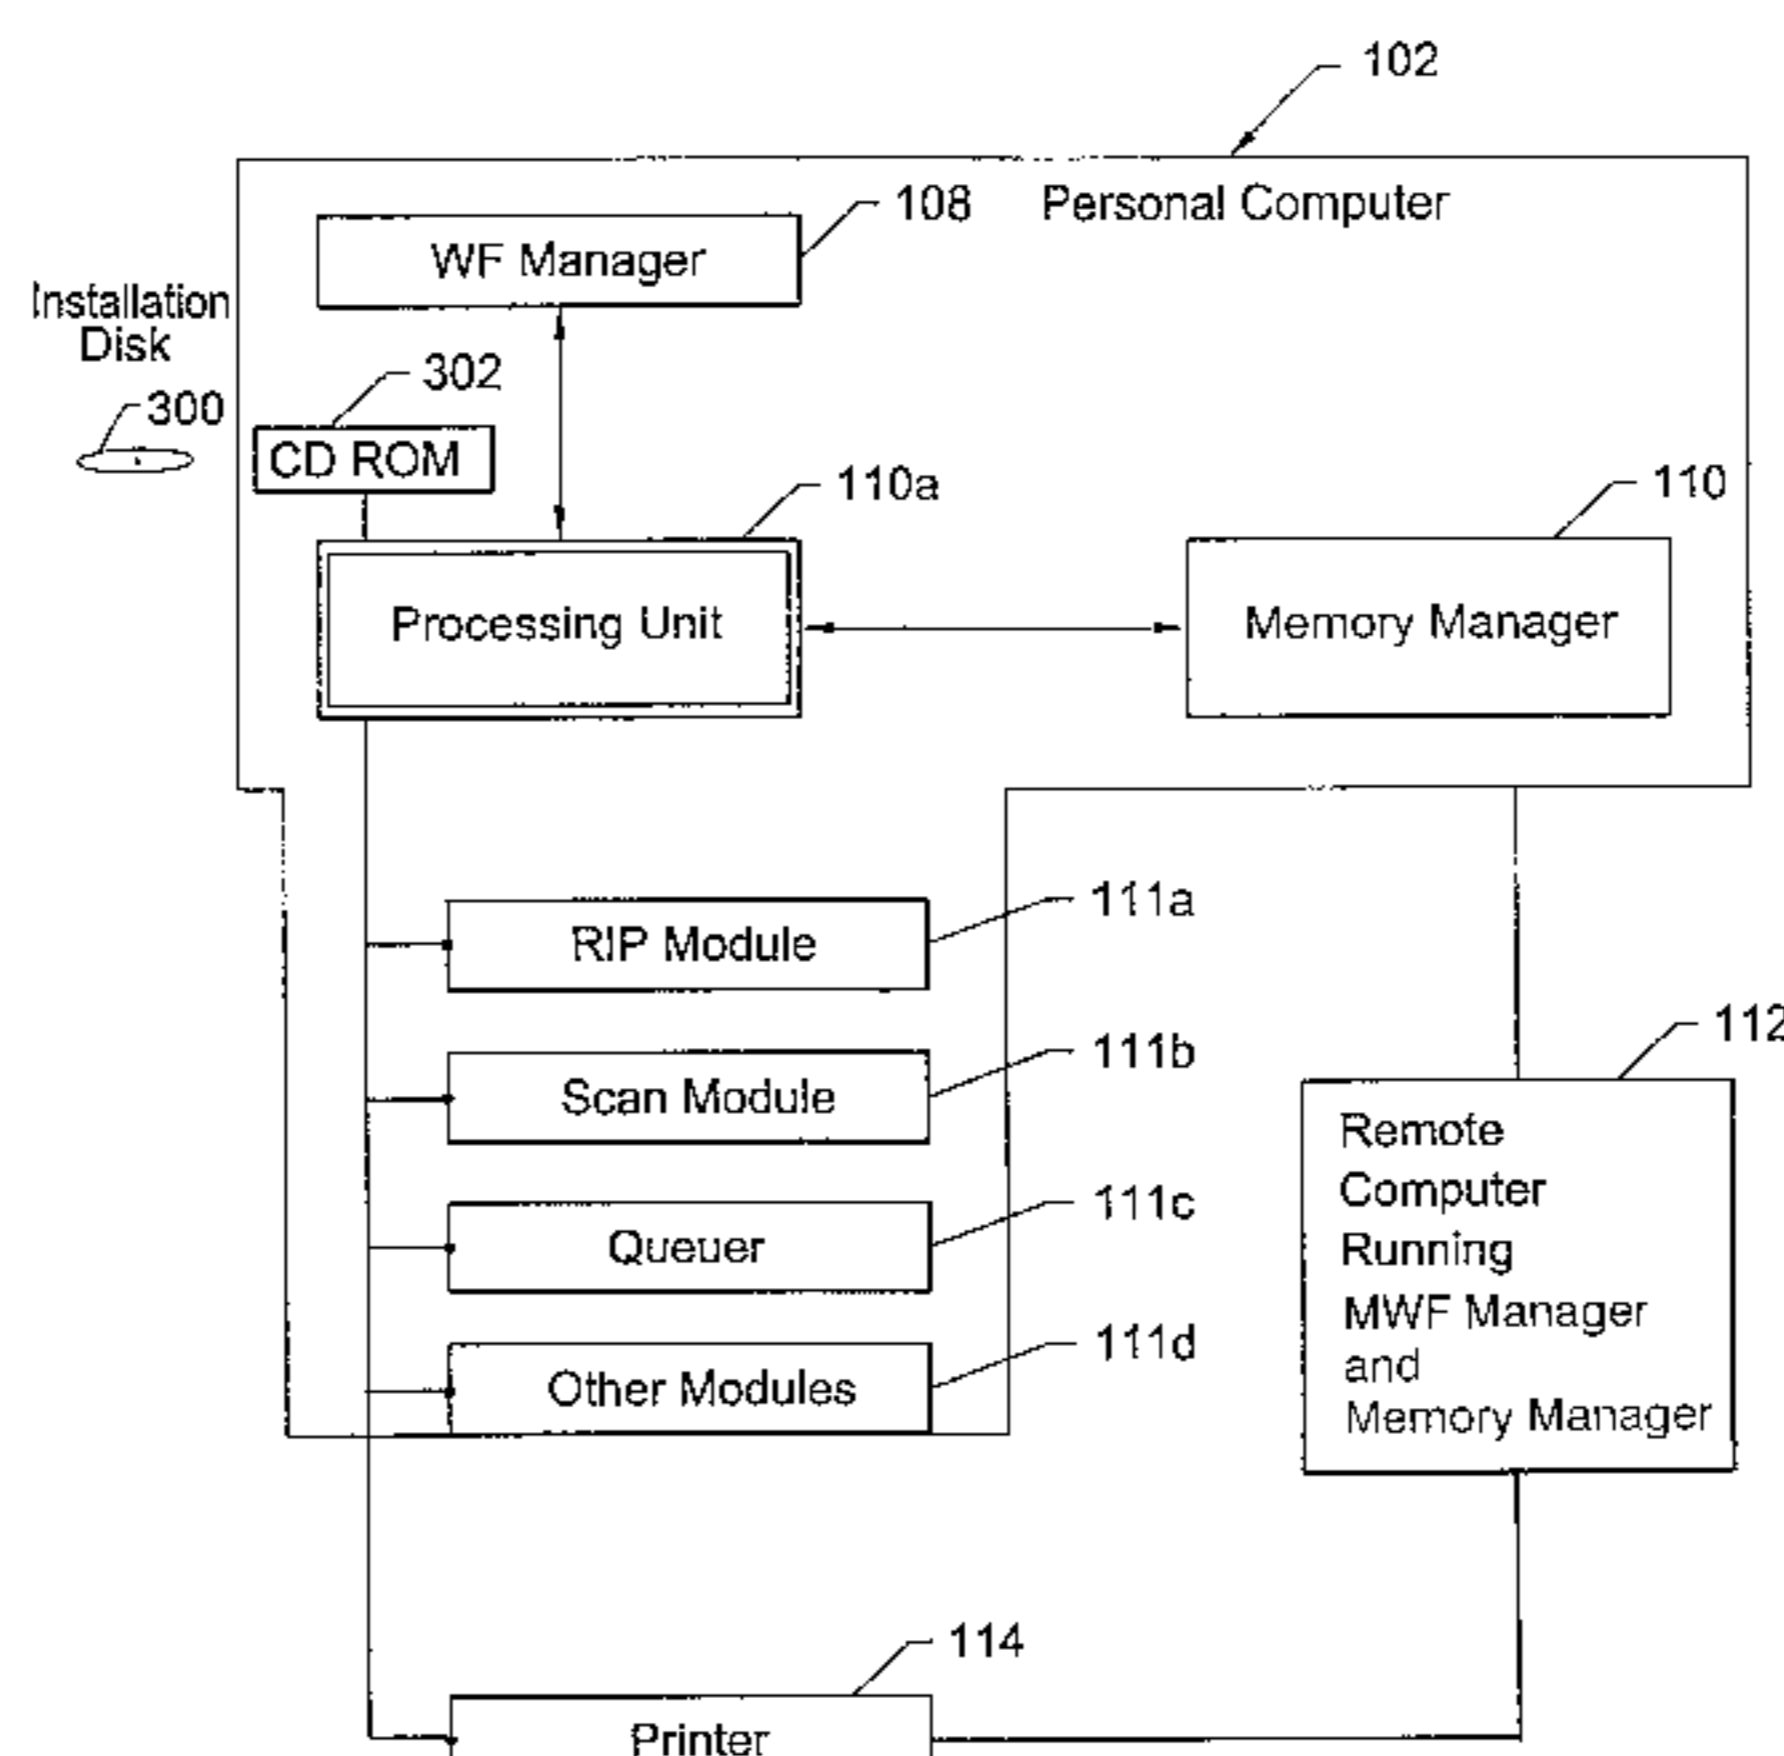 102
Personal Computer
108
WF Manager
Installation
Disk
300
302
CD ROM
110a
Processing Unit
110
Memory Manager
111a
RIP Module
111b
Scan Module
111c
Queuer
111d
Other Modules
112
Remote
Computer
Running
MWF Manager
and
Memory Manager
114
Printer